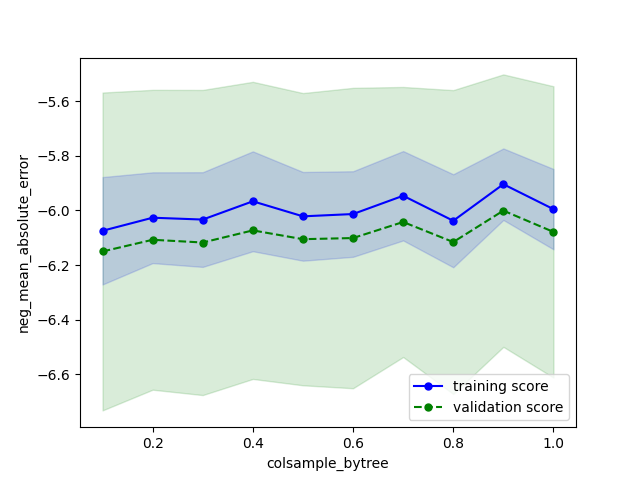 −5.6
−5.8
−6.0
−6.2
−6.4
−6.6
neg_mean_absolute_error
training score
validation score
0.2 0.4 0.6 0.8 1.0
colsample_bytree